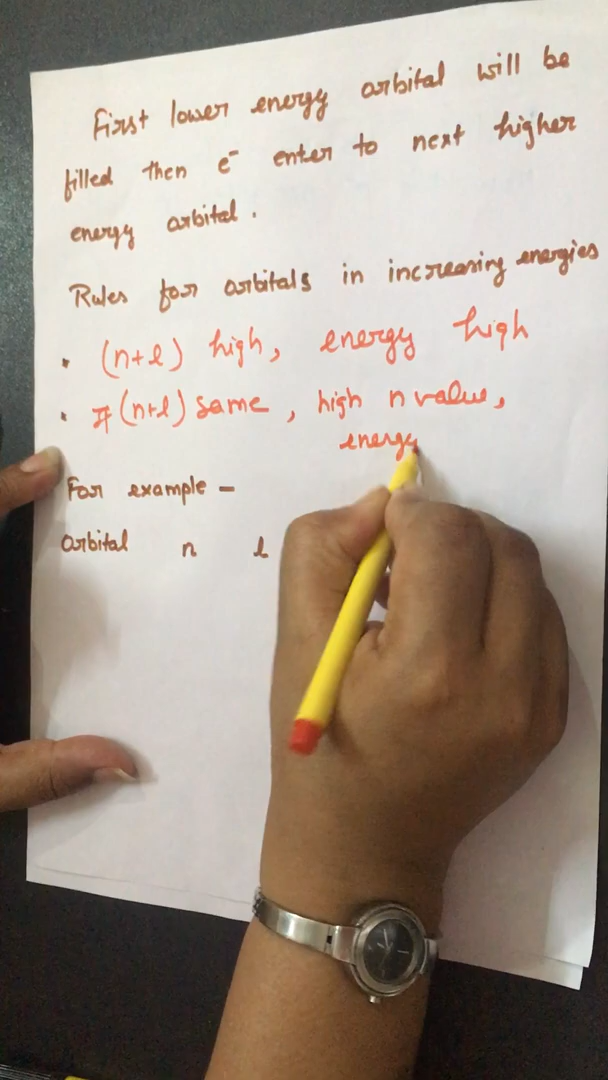 First lower energy orbital will be
filled then e⁻ enter to next higher
energy orbital.
Rules for orbitals in increasing energies
• (n+l) high, energy high
• If (n+l) same, high n value,
energy
For example –
Orbital n l